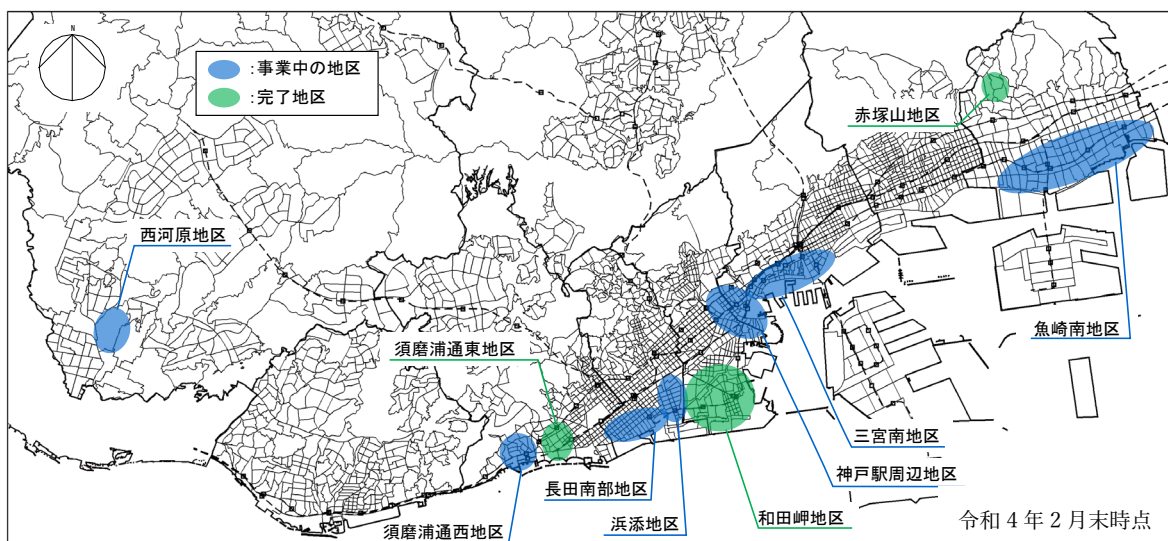 N
:事業中の地区
:完了地区
赤塚山地区
西河原地区
魚崎南地区
須磨浦通東地区
三宮南地区
神戸駅周辺地区
長田南部地区
浜添地区
和田岬地区
須磨浦通西地区
令和4年2月末時点